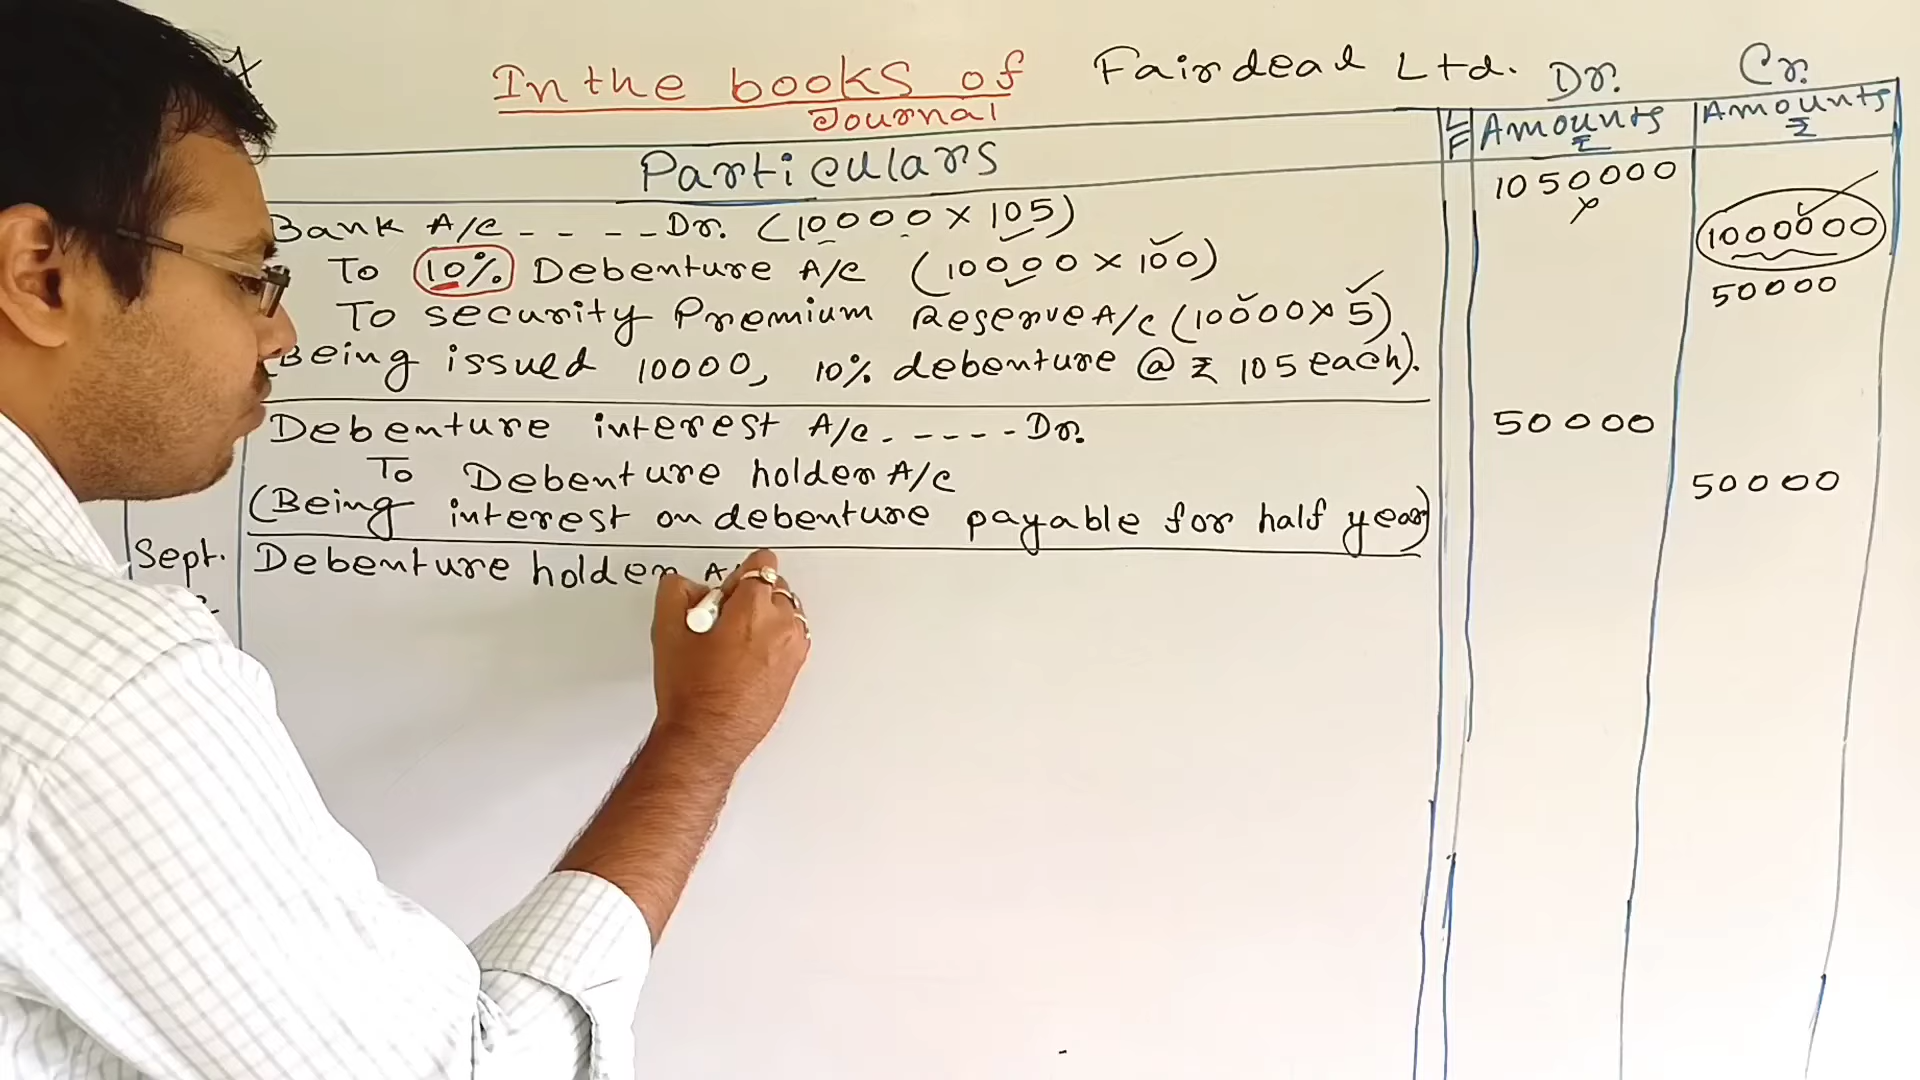 In the books of Fairdeal Ltd.
Journal
Dr. Cr.
Particulars LF Amounts ₹ Amounts ₹
Bank A/C - - - - - Dr. (10000 × 105) 1050000
To 10% Debenture A/C (10000 × 100) 1000000
To security Premium Reserve A/C (10000 × 5) 50000
(Being issued 10000, 10% debenture @ ₹ 105 each).
Debenture interest A/C. - - - - - Dr. 50000
To Debenture holder A/C 50000
(Being interest on debenture payable for half year)
Sept. Debenture holder